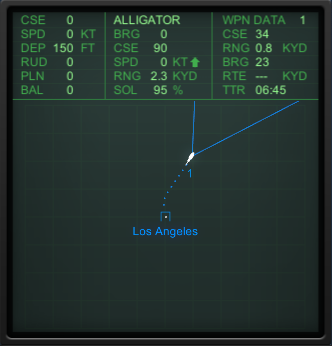 CSE 0 ALLIGATOR WPN DATA 1
SPD 0 KT BRG 0 CSE 34
DEP 150 FT CSE 90 RNG 0.8 KYD
RUD 0 SPD 0 KT BRG 23
PLN 0 RNG 2.3 KYD RTE --- KYD
BAL 0 SOL 95 % TTR 06:45
1
Los Angeles